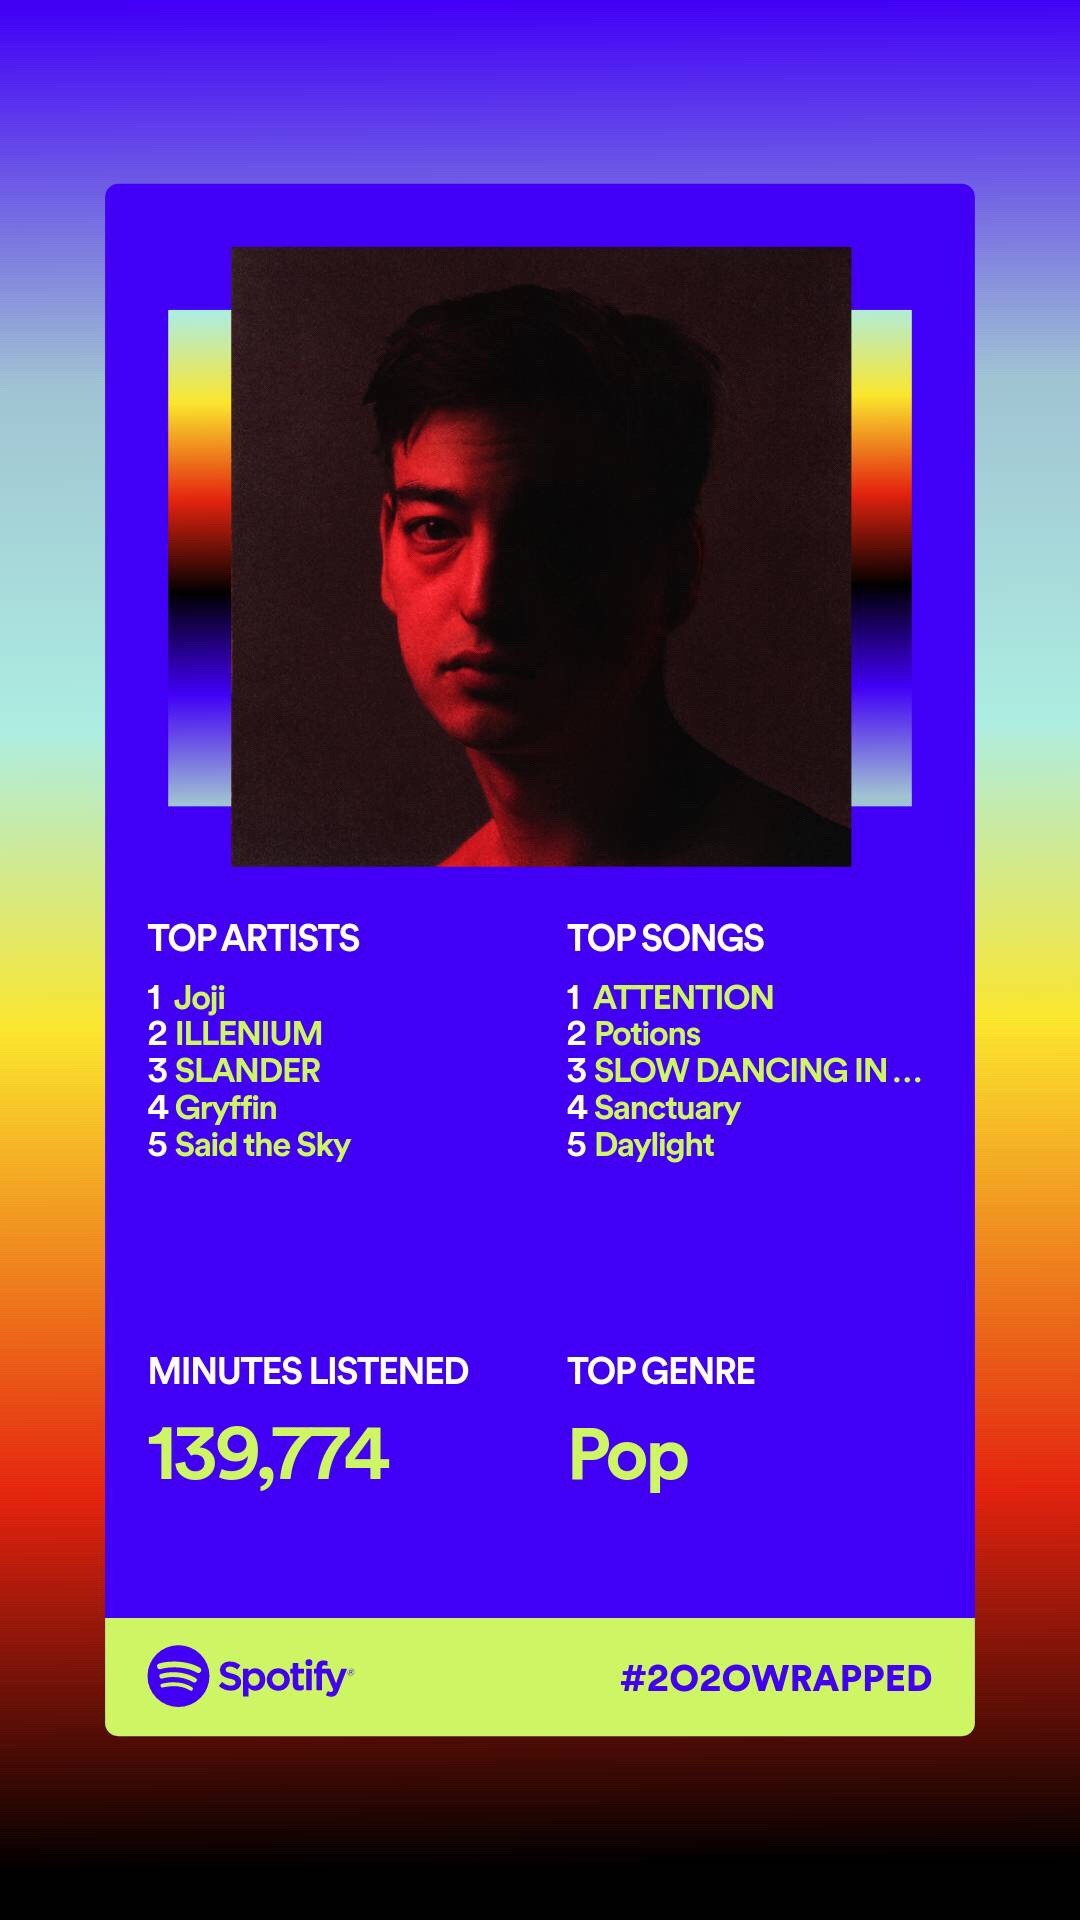 TOP ARTISTS
1 Joji
2 ILLENIUM
3 SLANDER
4 Gryffin
5 Said the Sky
TOP SONGS
1 ATTENTION
2 Potions
3 SLOW DANCING IN ...
4 Sanctuary
5 Daylight
MINUTES LISTENED
139,774
TOP GENRE
Pop
Spotify®
#2020WRAPPED